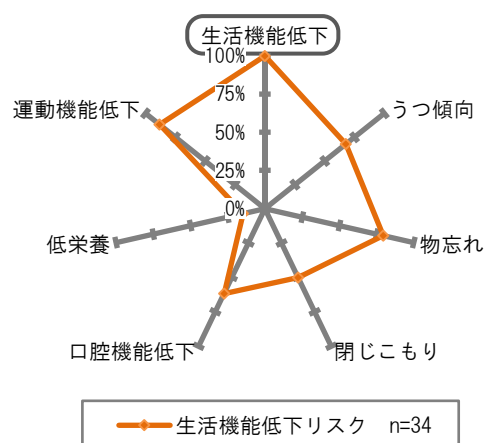 生活機能低下
100%
75%
50%
25%
0%
運動機能低下
うつ傾向
低栄養
物忘れ
口腔機能低下
閉じこもり
生活機能低下リスク n=34